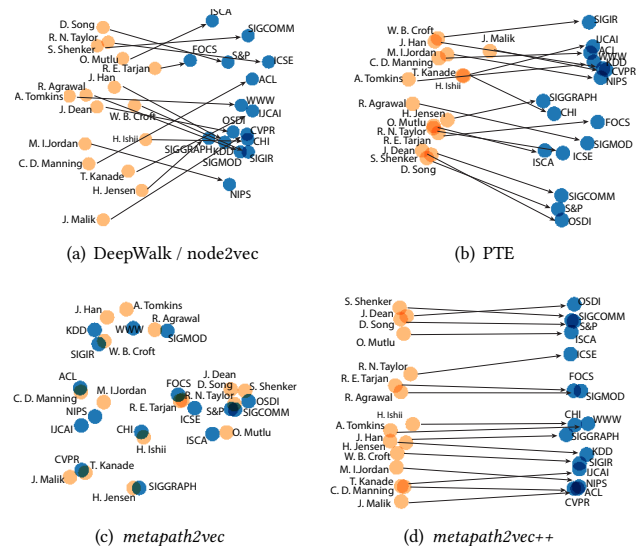 ISCA
D. Song
R. N. Taylor
S. Shenker
SIGCOMM
FOCS
S&P
ICSE
O. Mutlu
R. E. Tarjan
J. Han
ACL
R. Agrawal
A. Tomkins
J. Dean
W. B. Croft
WWW
IJCAI
OSDI
CVPR
H. Ishii
CHI
M. I.Jordan
SIGGRAPH
KDD
SIGIR
SIGMOD
C. D. Manning
T. Kanade
H. Jensen
NIPS
J. Malik
(a) DeepWalk / node2vec
SIGIR
W. B. Croft
J. Han
J. Malik
IJCAI
ACL
M. I.Jordan
WWW
KDD
C. D. Manning
CVPR
T. Kanade
NIPS
A. Tomkins
H. Ishii
R. Agrawal
SIGGRAPH
CHI
H. Jensen
O. Mutlu
FOCS
R. N. Taylor
R. E. Tarjan
SIGMOD
J. Dean
ISCA
ICSE
S. Shenker
D. Song
SIGCOMM
S&P
OSDI
(b) PTE
J. Han
A. Tomkins
R. Agrawal
KDD
WWW
SIGMOD
SIGIR
W. B. Croft
ACL
FOCS
J. Dean
D. Song
S. Shenker
C. D. Manning
M. I.Jordan
R. N. Taylor
OSDI
R. E. Tarjan
NIPS
ICSE
S&P
SIGCOMM
IJCAI
CHI
H. Ishii
ISCA
O. Mutlu
CVPR
T. Kanade
J. Malik
H. Jensen
SIGGRAPH
(c) metapath2vec
S. Shenker
OSDI
J. Dean
SIGCOMM
D. Song
S&P
O. Mutlu
ISCA
ICSE
R. N. Taylor
R. E. Tarjan
FOCS
R. Agrawal
SIGMOD
H. Ishii
CHI
WWW
A. Tomkins
J. Han
SIGGRAPH
H. Jensen
W. B. Croft
KDD
SIGIR
M. I.Jordan
IJCAI
T. Kanade
NIPS
C. D. Manning
ACL
J. Malik
CVPR
(d) metapath2vec++